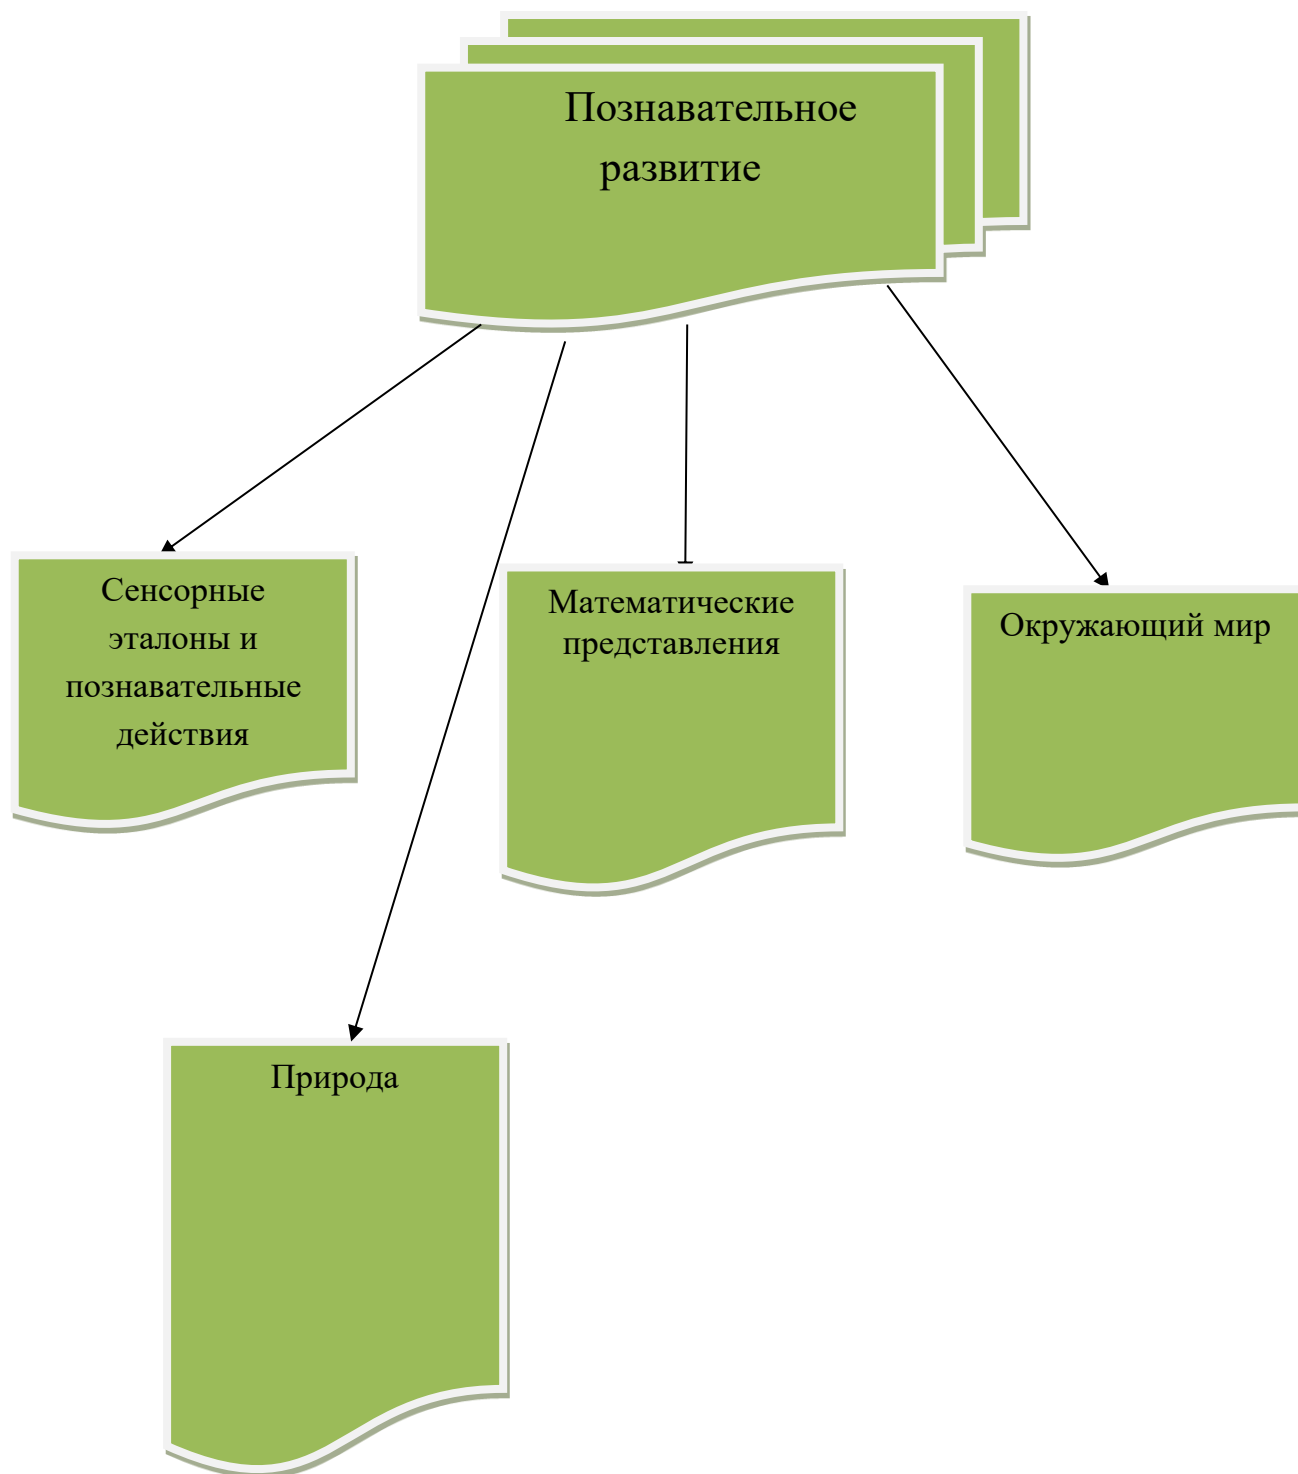 Познавательное
развитие
Сенсорные
эталоны и
познавательные
действия
Математические
представления
Окружающий мир
Природа